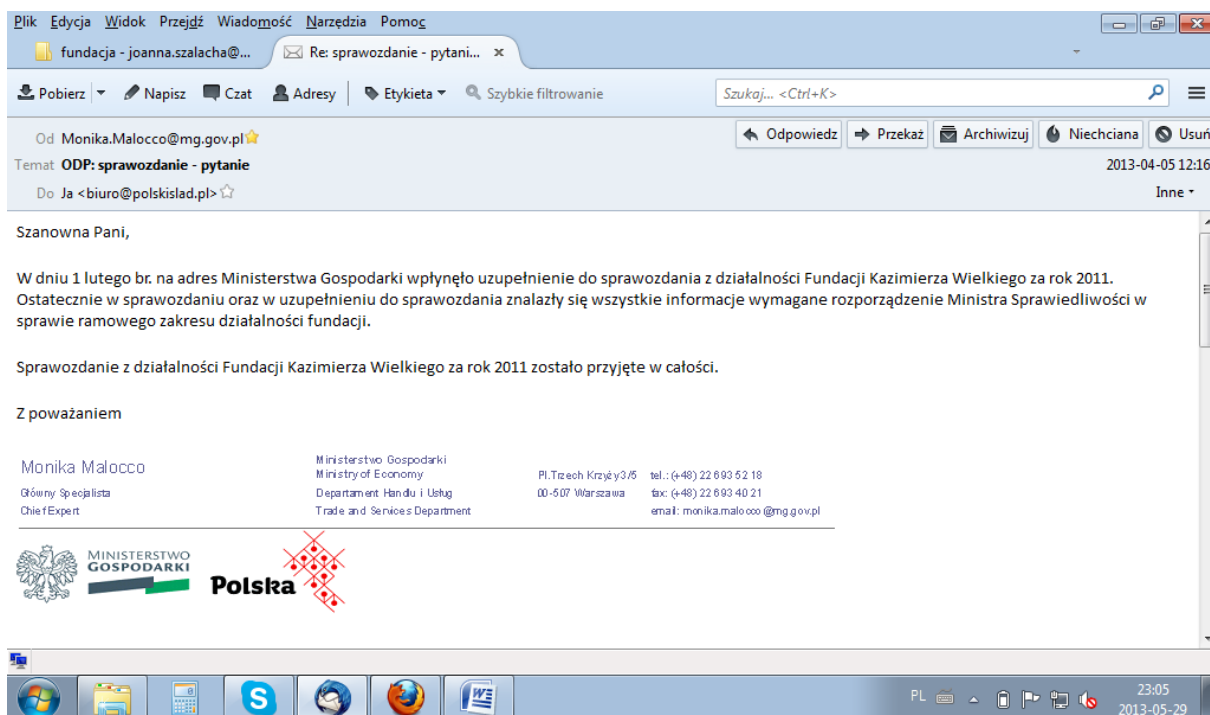 Plik Edycja Widok Przejdź Wiadomość Narzędzia Pomoc
fundacja - joanna.szalacha@... Re: sprawozdanie - pytani... x
Pobierz Napisz Czat Adresy Etykieta Szybkie filtrowanie Szukaj... <Ctrl+K>
Od Monika.Malocco@mg.gov.pl Odpowiedz Przekaż Archiwizuj Niechciana Usuń
Temat ODP: sprawozdanie - pytanie 2013-04-05 12:16
Do Ja <biuro@polskislad.pl> Inne
Szanowna Pani,
W dniu 1 lutego br. na adres Ministerstwa Gospodarki wpłynęło uzupełnienie do sprawozdania z działalności Fundacji Kazimierza Wielkiego za rok 2011.
Ostatecznie w sprawozdaniu oraz w uzupełnieniu do sprawozdania znalazły się wszystkie informacje wymagane rozporządzenie Ministra Sprawiedliwości w
sprawie ramowego zakresu działalności fundacji.
Sprawozdanie z działalności Fundacji Kazimierza Wielkiego za rok 2011 zostało przyjęte w całości.
Z poważaniem
Monika Malocco
Główny Specjalista
Chief Expert
Ministerstwo Gospodarki
Ministry of Economy
Departament Handlu i Usług
Trade and Services Department
Pl.Trzech Krzyży 3/5
00-507 Warszawa
tel.: (+48) 22 693 52 18
fax: (+48) 22 693 40 21
email: monika.malocco@mg.gov.pl
MINISTERSTWO
GOSPODARKI
Polska
PL 23:05
2013-05-29